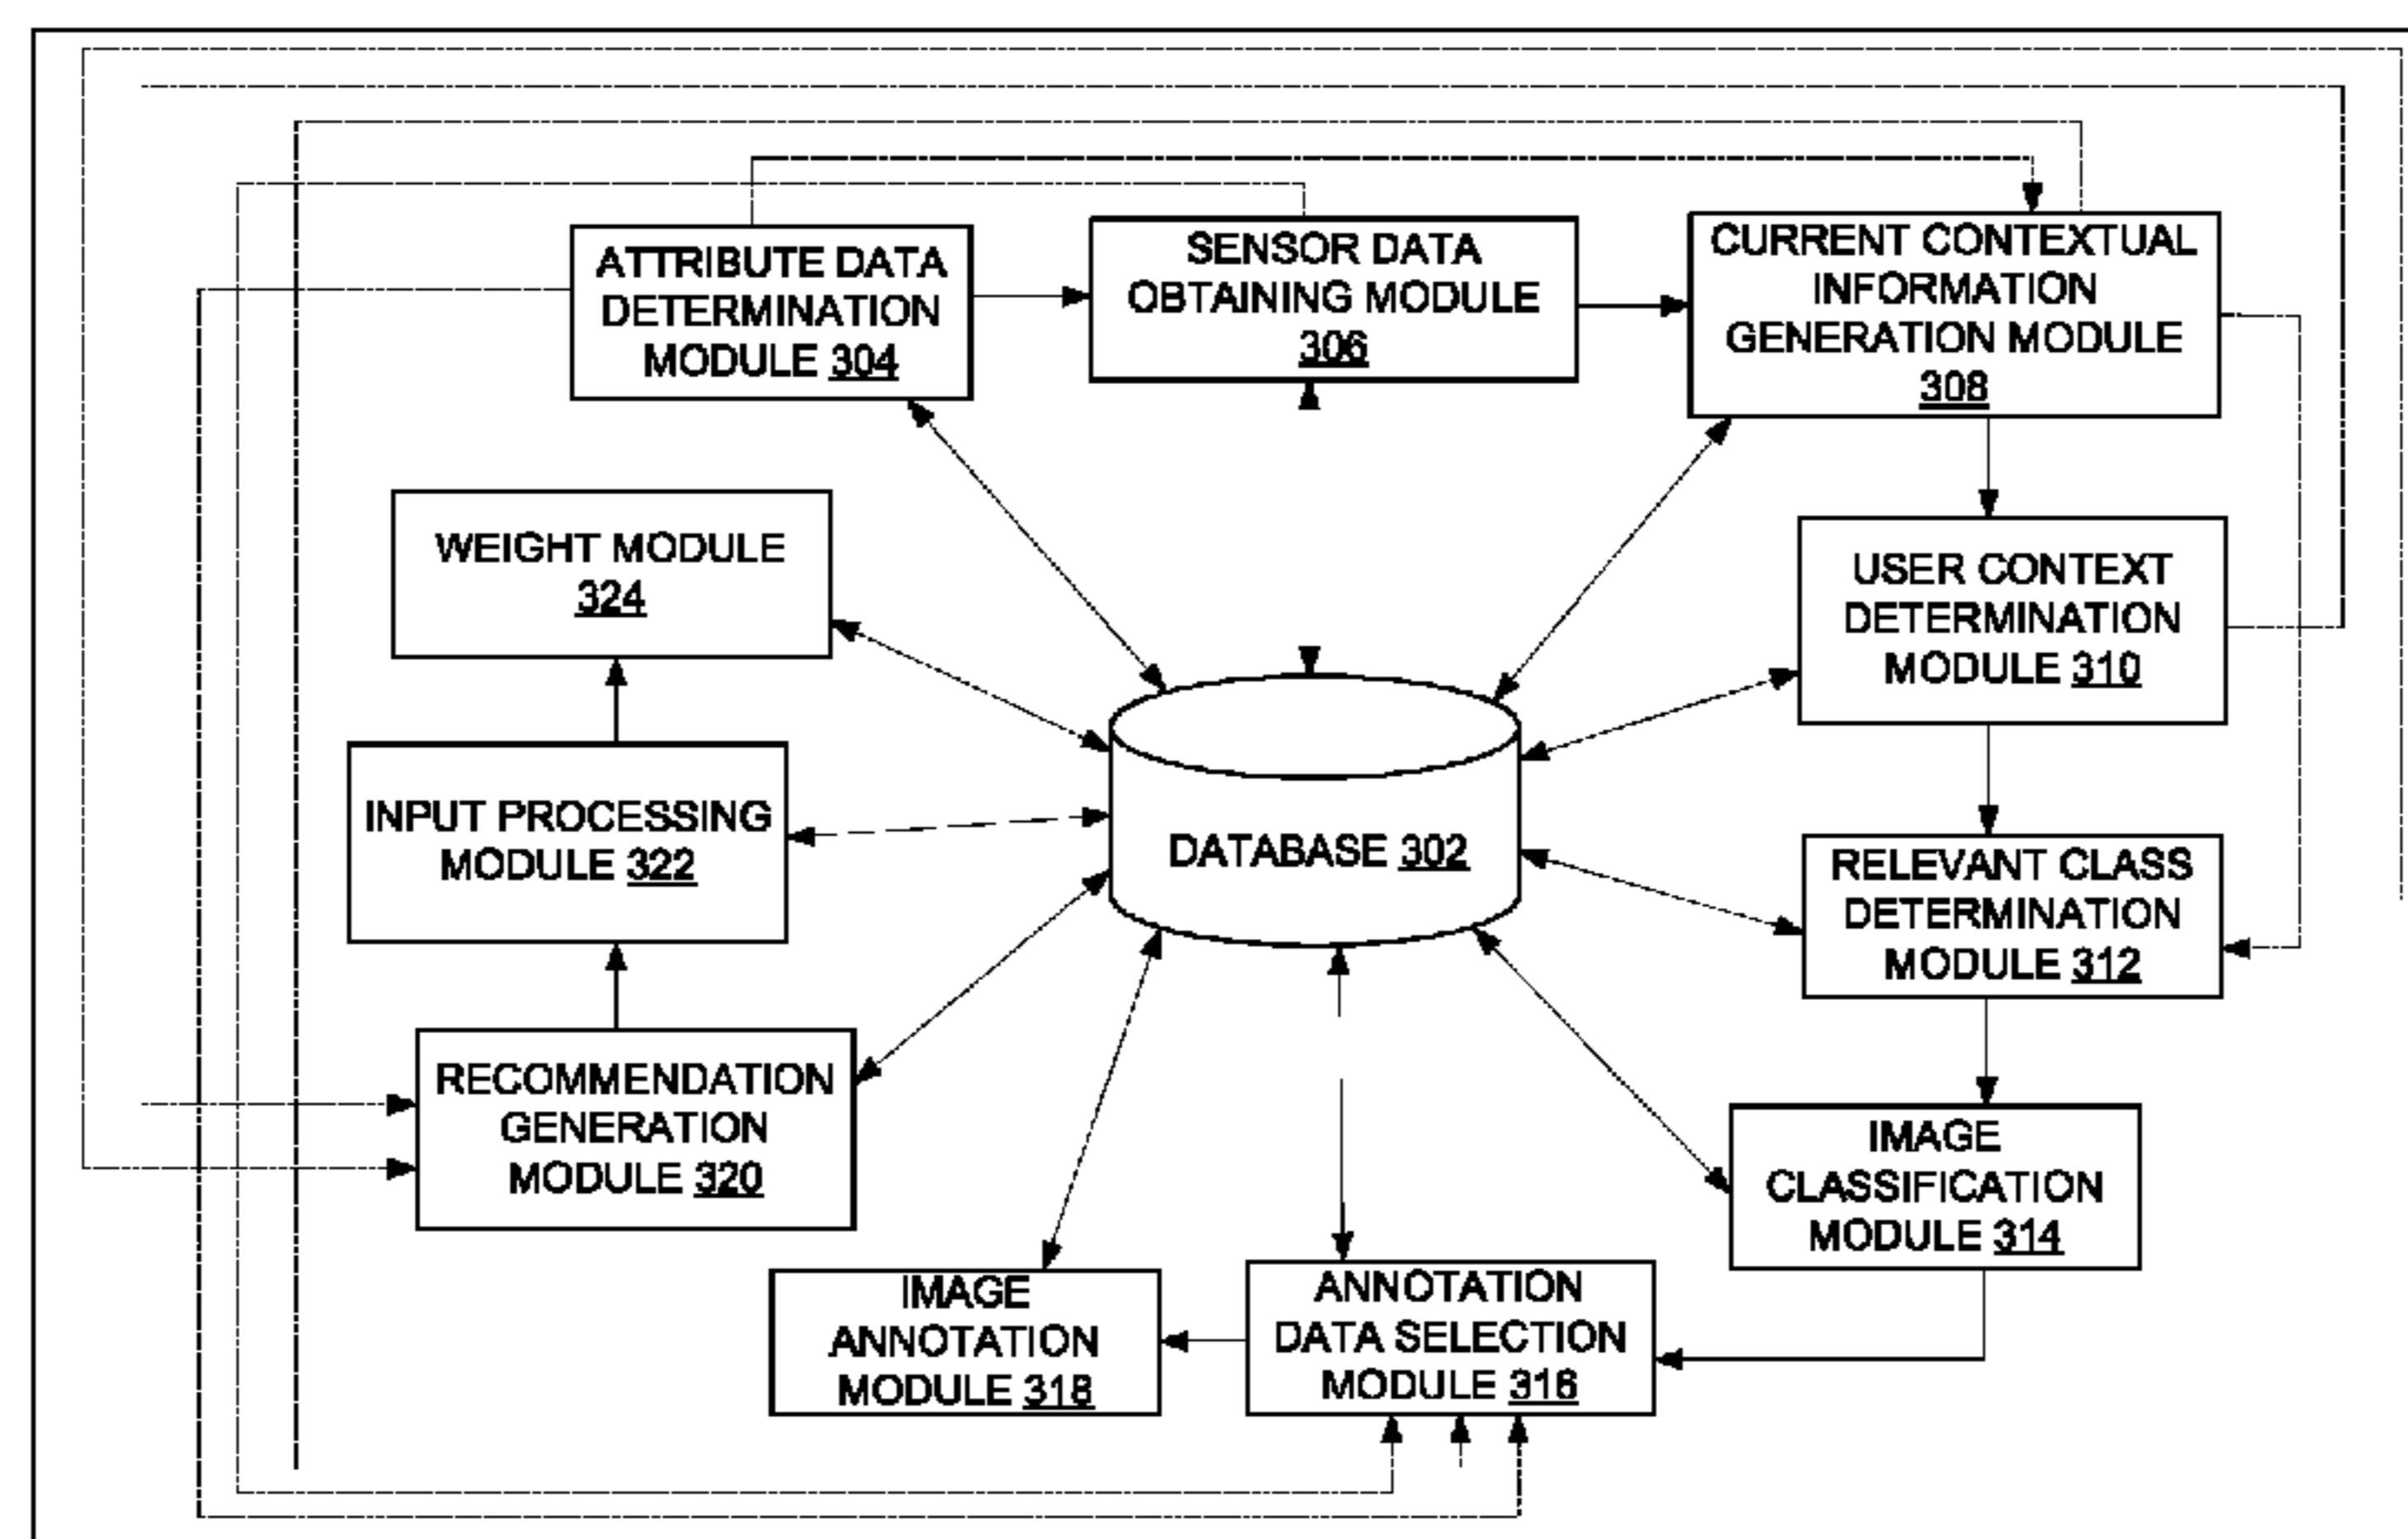 ATTRIBUTE DATA
DETERMINATION
MODULE 304
SENSOR DATA
OBTAINING MODULE
306
CURRENT CONTEXTUAL
INFORMATION
GENERATION MODULE
308
WEIGHT MODULE
324
USER CONTEXT
DETERMINATION
MODULE 310
INPUT PROCESSING
MODULE 322
DATABASE 302
RELEVANT CLASS
DETERMINATION
MODULE 312
RECOMMENDATION
GENERATION
MODULE 320
IMAGE
CLASSIFICATION
MODULE 314
IMAGE
ANNOTATION
MODULE 318
ANNOTATION
DATA SELECTION
MODULE 316